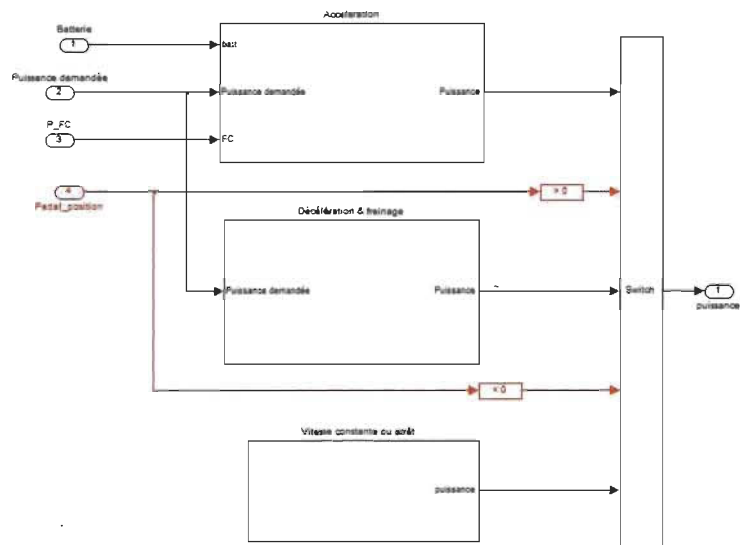 Accéleration
Batterie
1
batt
Puissance demandée
2
Puissance demandée
Puissance
P_FC
3
FC
4
> 0
Pedal_position
Décélération & freinage
Puissance demandée
Puissance
Switch
1
puissance
< 0
Vitesse constante ou arrêt
puissance